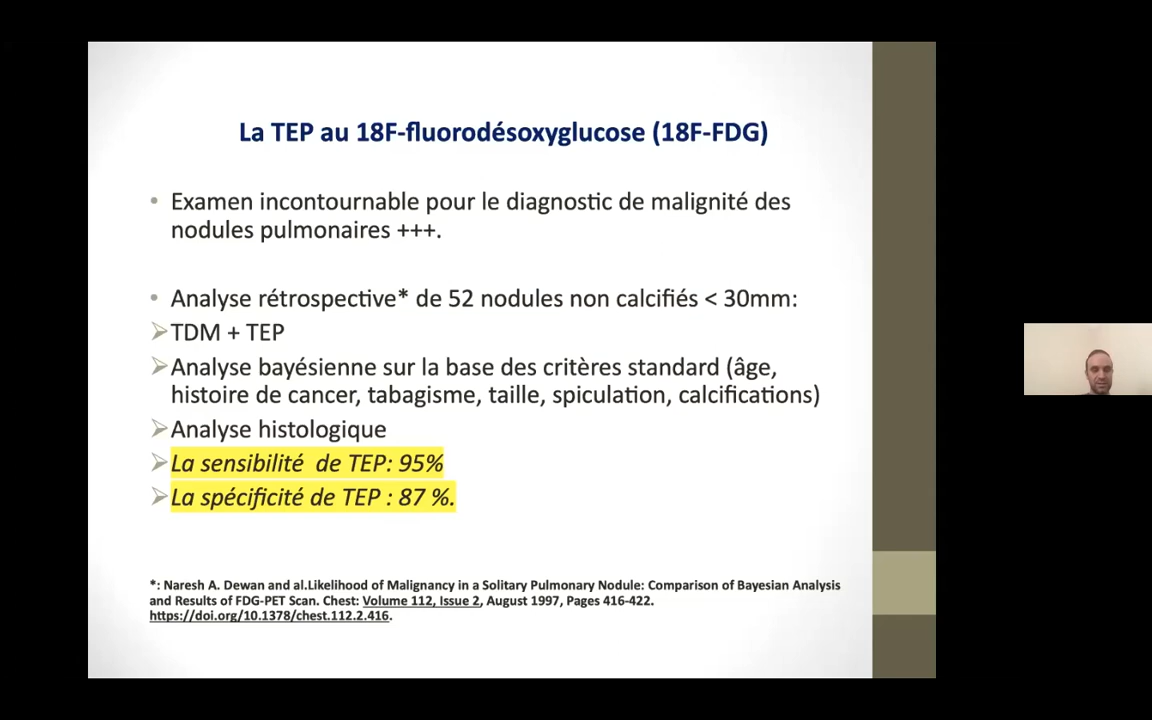 La TEP au 18F-fluorodésoxyglucose (18F-FDG)
• Examen incontournable pour le diagnostic de malignité des
nodules pulmonaires +++.
• Analyse rétrospective* de 52 nodules non calcifiés < 30mm:
➢TDM + TEP
➢Analyse bayésienne sur la base des critères standard (âge,
histoire de cancer, tabagisme, taille, spiculation, calcifications)
➢Analyse histologique
➢La sensibilité de TEP: 95%
➢La spécificité de TEP : 87 %.
*: Naresh A. Dewan and al.Likelihood of Malignancy in a Solitary Pulmonary Nodule: Comparison of Bayesian Analysis
and Results of FDG-PET Scan. Chest: Volume 112, Issue 2, August 1997, Pages 416-422.
https://doi.org/10.1378/chest.112.2.416.